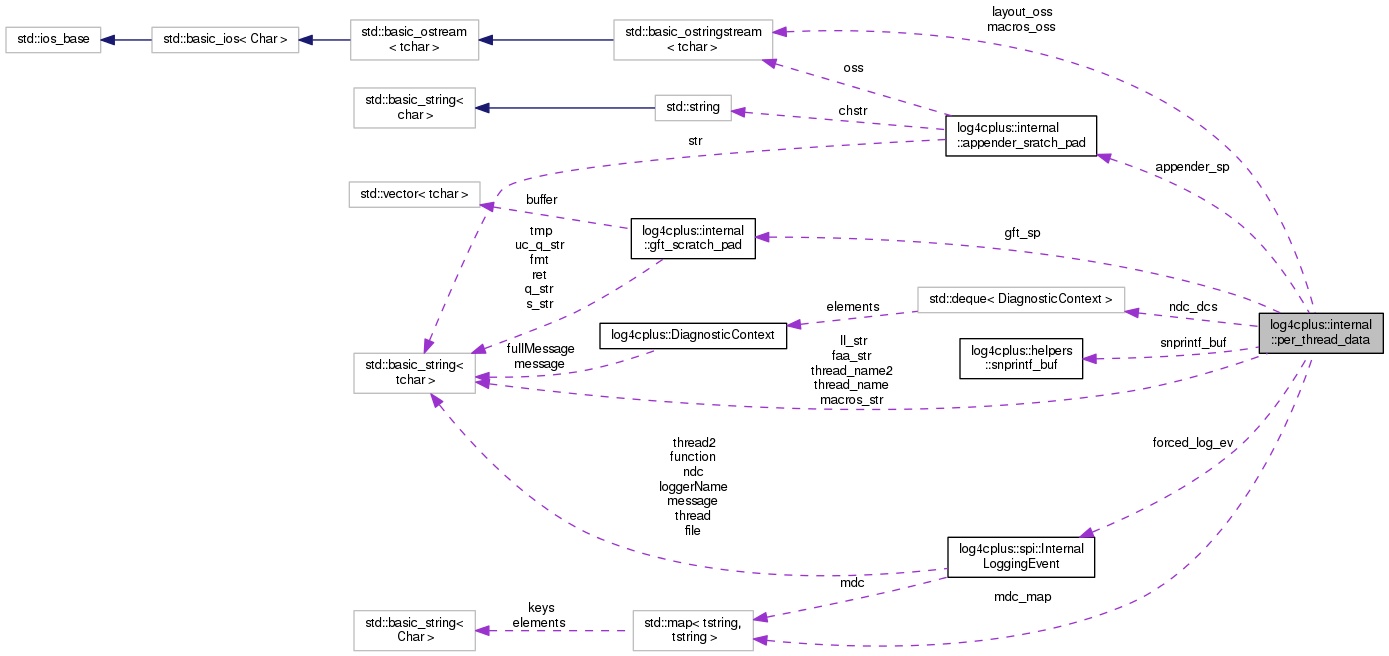 layout_oss
macros_oss
std::ios_base
std::basic_ios< Char >
std::basic_ostream
< tchar >
std::basic_ostringstream
< tchar >
oss
std::basic_string<
char >
std::string
chstr
log4cplus::internal
::appender_sratch_pad
str
appender_sp
std::vector< tchar >
buffer
tmp
uc_q_str
fmt
ret
q_str
s_str
log4cplus::internal
::gft_scratch_pad
gft_sp
elements
std::deque< DiagnosticContext >
ndc_dcs
log4cplus::internal
::per_thread_data
log4cplus::DiagnosticContext
ll_str
faa_str
thread_name2
thread_name
macros_str
log4cplus::helpers
::snprintf_buf
snprintf_buf
fullMessage
message
std::basic_string<
tchar >
thread2
function
ndc
loggerName
message
thread
file
forced_log_ev
log4cplus::spi::Internal
LoggingEvent
mdc
mdc_map
std::basic_string<
Char >
keys
elements
std::map< tstring,
tstring >